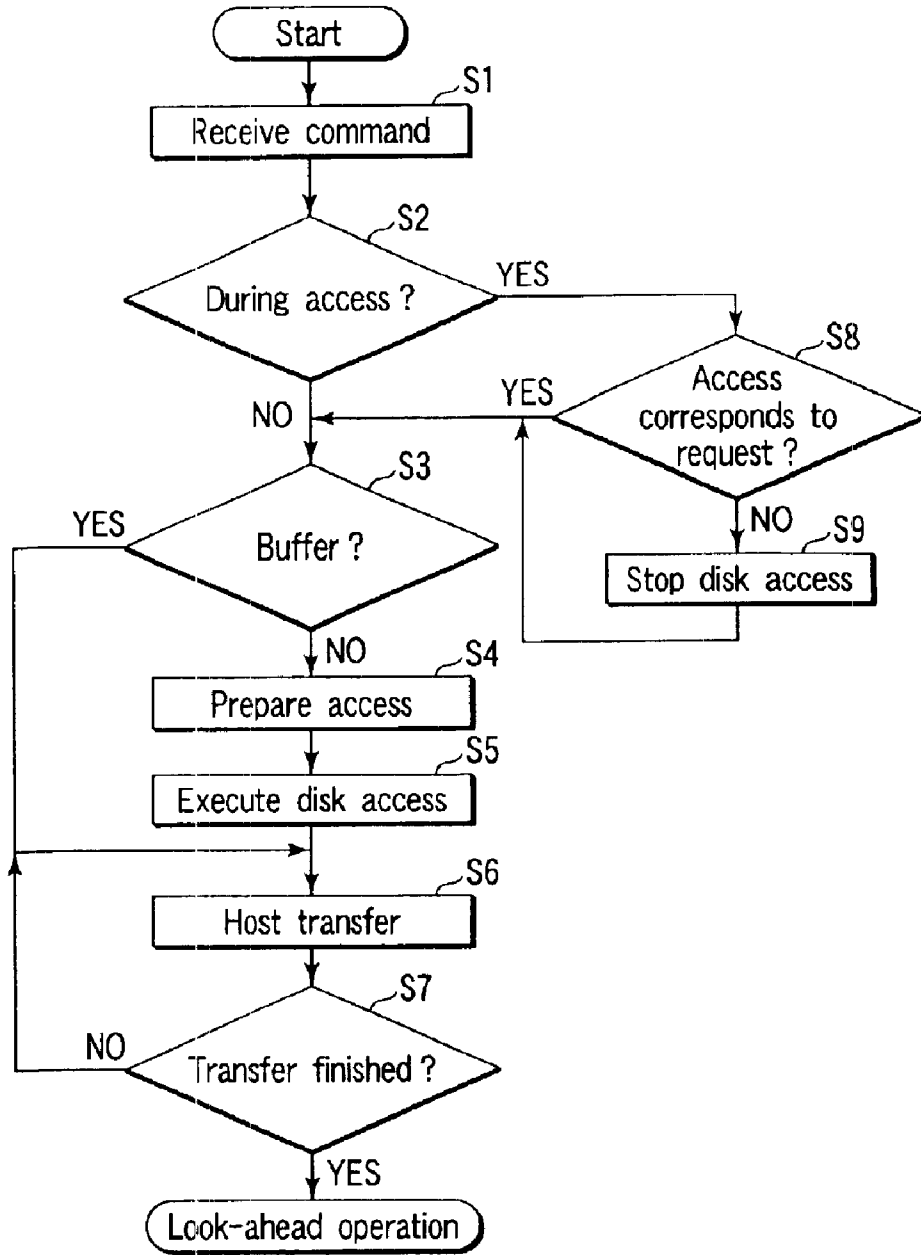 Start
S1
Receive command
S2
During access ?
YES
NO
S8
Access
corresponds to
request ?
YES
NO
S9
Stop disk access
S3
Buffer ?
YES
NO
S4
Prepare access
S5
Execute disk access
S6
Host transfer
S7
Transfer finished ?
NO
YES
Look-ahead operation